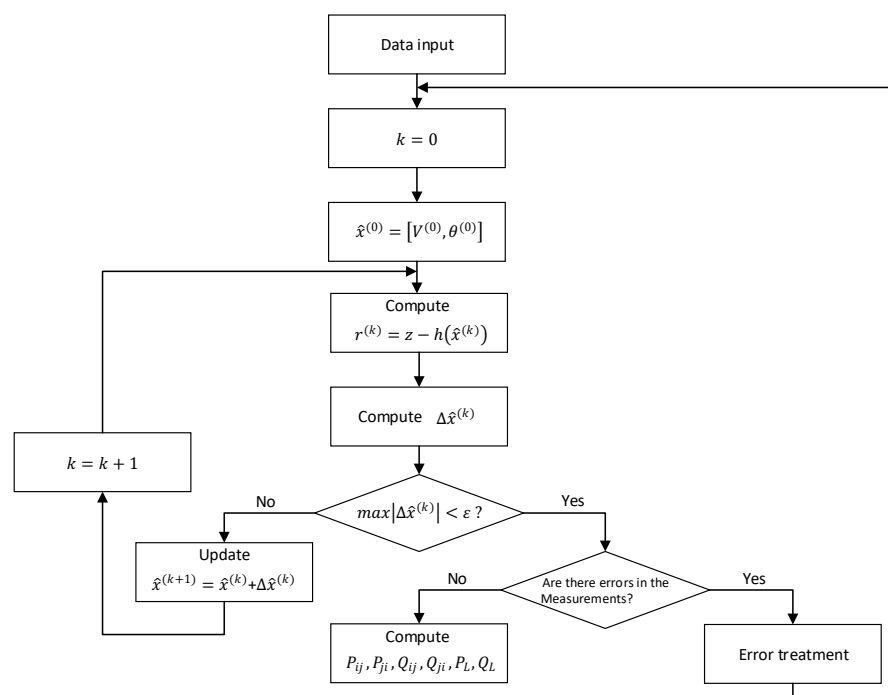 Data input
k = 0
x̂⁽⁰⁾ = [V⁽⁰⁾, θ⁽⁰⁾]
Compute
r⁽ᵏ⁾ = z − h(x̂⁽ᵏ⁾)
Compute Δx̂⁽ᵏ⁾
k = k + 1
No
max|Δx̂⁽ᵏ⁾| < ε ?
Yes
Update
x̂⁽ᵏ⁺¹⁾ = x̂⁽ᵏ⁾+Δx̂⁽ᵏ⁾
No
Are there errors in the
Measurements?
Yes
Compute
P_ij, P_ji, Q_ij, Q_ji, P_L, Q_L
Error treatment